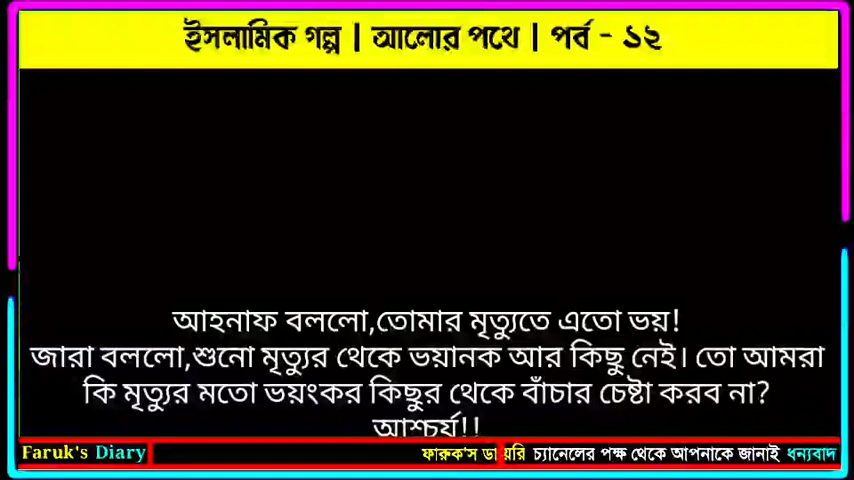 ইসলামিক গল্প | আলোর পথে | পর্ব - ১২
আহনাফ বললো,তোমার মৃত্যুতে এতো ভয়!
জারা বললো,শুনো মৃত্যুর থেকে ভয়ানক আর কিছু নেই। তো আমরা
কি মৃত্যুর মতো ভয়ংকর কিছুর থেকে বাঁচার চেষ্টা করব না?
আশ্চর্য!!
Faruk's Diary ফারুক'স ডায়রি চ্যানেলের পক্ষ থেকে আপনাকে জানাই ধন্যবাদ